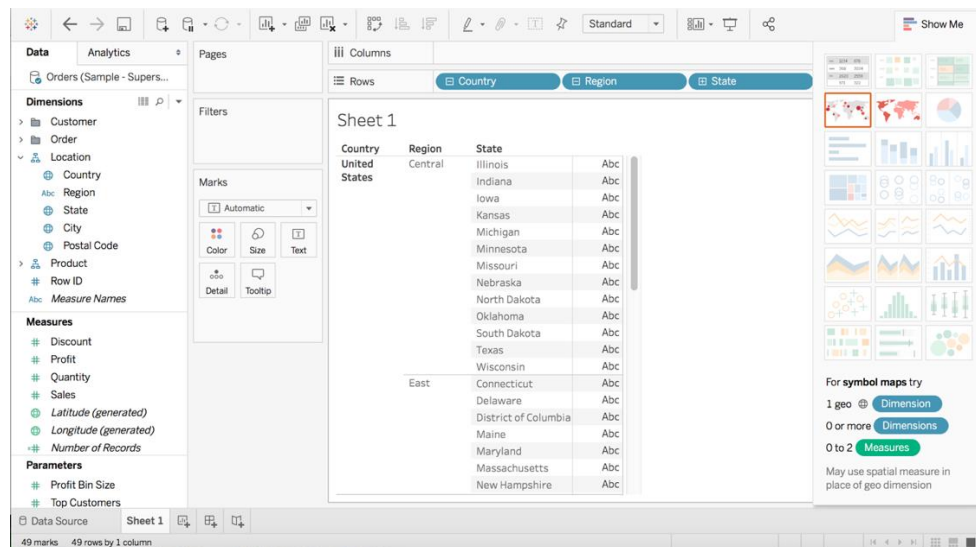 Standard
Show Me
Data
Analytics
Orders (Sample - Supers...
Dimensions
Customer
Order
Location
Country
Abc Region
State
City
Postal Code
Product
# Row ID
Abc Measure Names
Measures
# Discount
# Profit
# Quantity
# Sales
Latitude (generated)
Longitude (generated)
=# Number of Records
Parameters
# Profit Bin Size
# Top Customers
Pages
Filters
Marks
T Automatic
Color Size Text
Detail Tooltip
iii Columns
Rows
Country Region State
Sheet 1
Country Region State
United States Central Illinois Abc
Indiana Abc
Iowa Abc
Kansas Abc
Michigan Abc
Minnesota Abc
Missouri Abc
Nebraska Abc
North Dakota Abc
Oklahoma Abc
South Dakota Abc
Texas Abc
Wisconsin Abc
East Connecticut Abc
Delaware Abc
District of Columbia Abc
Maine Abc
Maryland Abc
Massachusetts Abc
New Hampshire Abc
For symbol maps try
1 geo Dimension
0 or more Dimensions
0 to 2 Measures
May use spatial measure in
place of geo dimension
Data Source
Sheet 1
49 marks 49 rows by 1 column